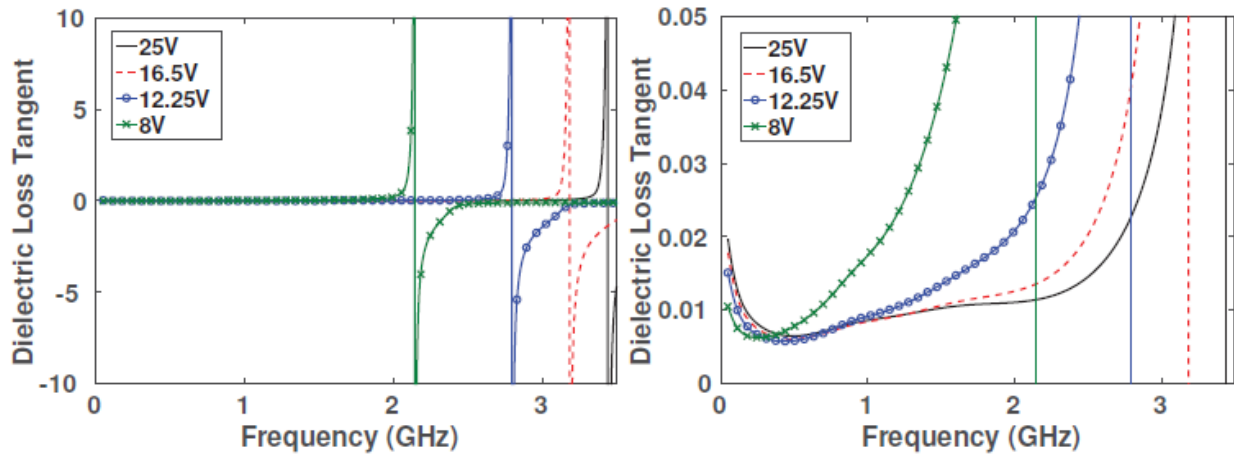 Dielectric Loss Tangent
10
5
0
-5
-10
25V
16.5V
12.25V
8V
0
1
2
3
Frequency (GHz)
Dielectric Loss Tangent
0.05
0.04
0.03
0.02
0.01
0
25V
16.5V
12.25V
8V
1
2
3
Frequency (GHz)